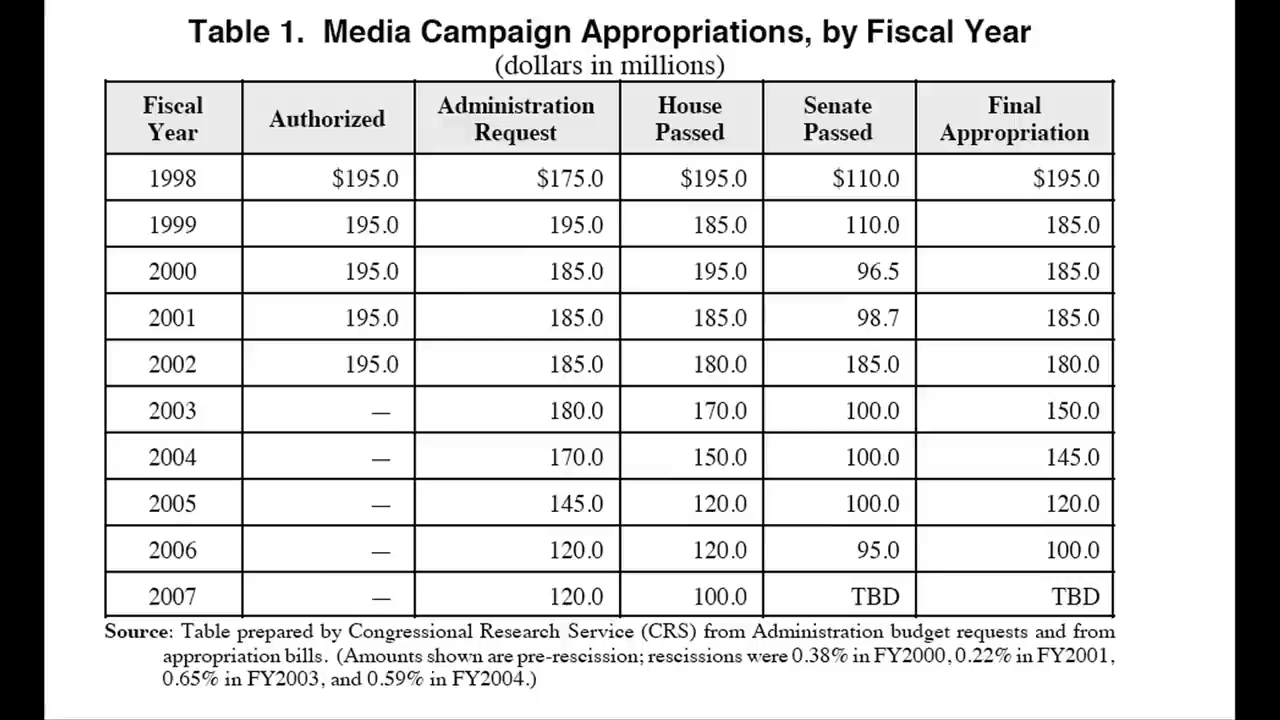 Table 1. Media Campaign Appropriations, by Fiscal Year
(dollars in millions)
Fiscal Year Authorized Administration Request House Passed Senate Passed Final Appropriation
1998 $195.0 $175.0 $195.0 $110.0 $195.0
1999 195.0 195.0 185.0 110.0 185.0
2000 195.0 185.0 195.0 96.5 185.0
2001 195.0 185.0 185.0 98.7 185.0
2002 195.0 185.0 180.0 185.0 180.0
2003 — 180.0 170.0 100.0 150.0
2004 — 170.0 150.0 100.0 145.0
2005 — 145.0 120.0 100.0 120.0
2006 — 120.0 120.0 95.0 100.0
2007 — 120.0 100.0 TBD TBD
Source: Table prepared by Congressional Research Service (CRS) from Administration budget requests and from
appropriation bills. (Amounts shown are pre-rescission; rescissions were 0.38% in FY2000, 0.22% in FY2001,
0.65% in FY2003, and 0.59% in FY2004.)